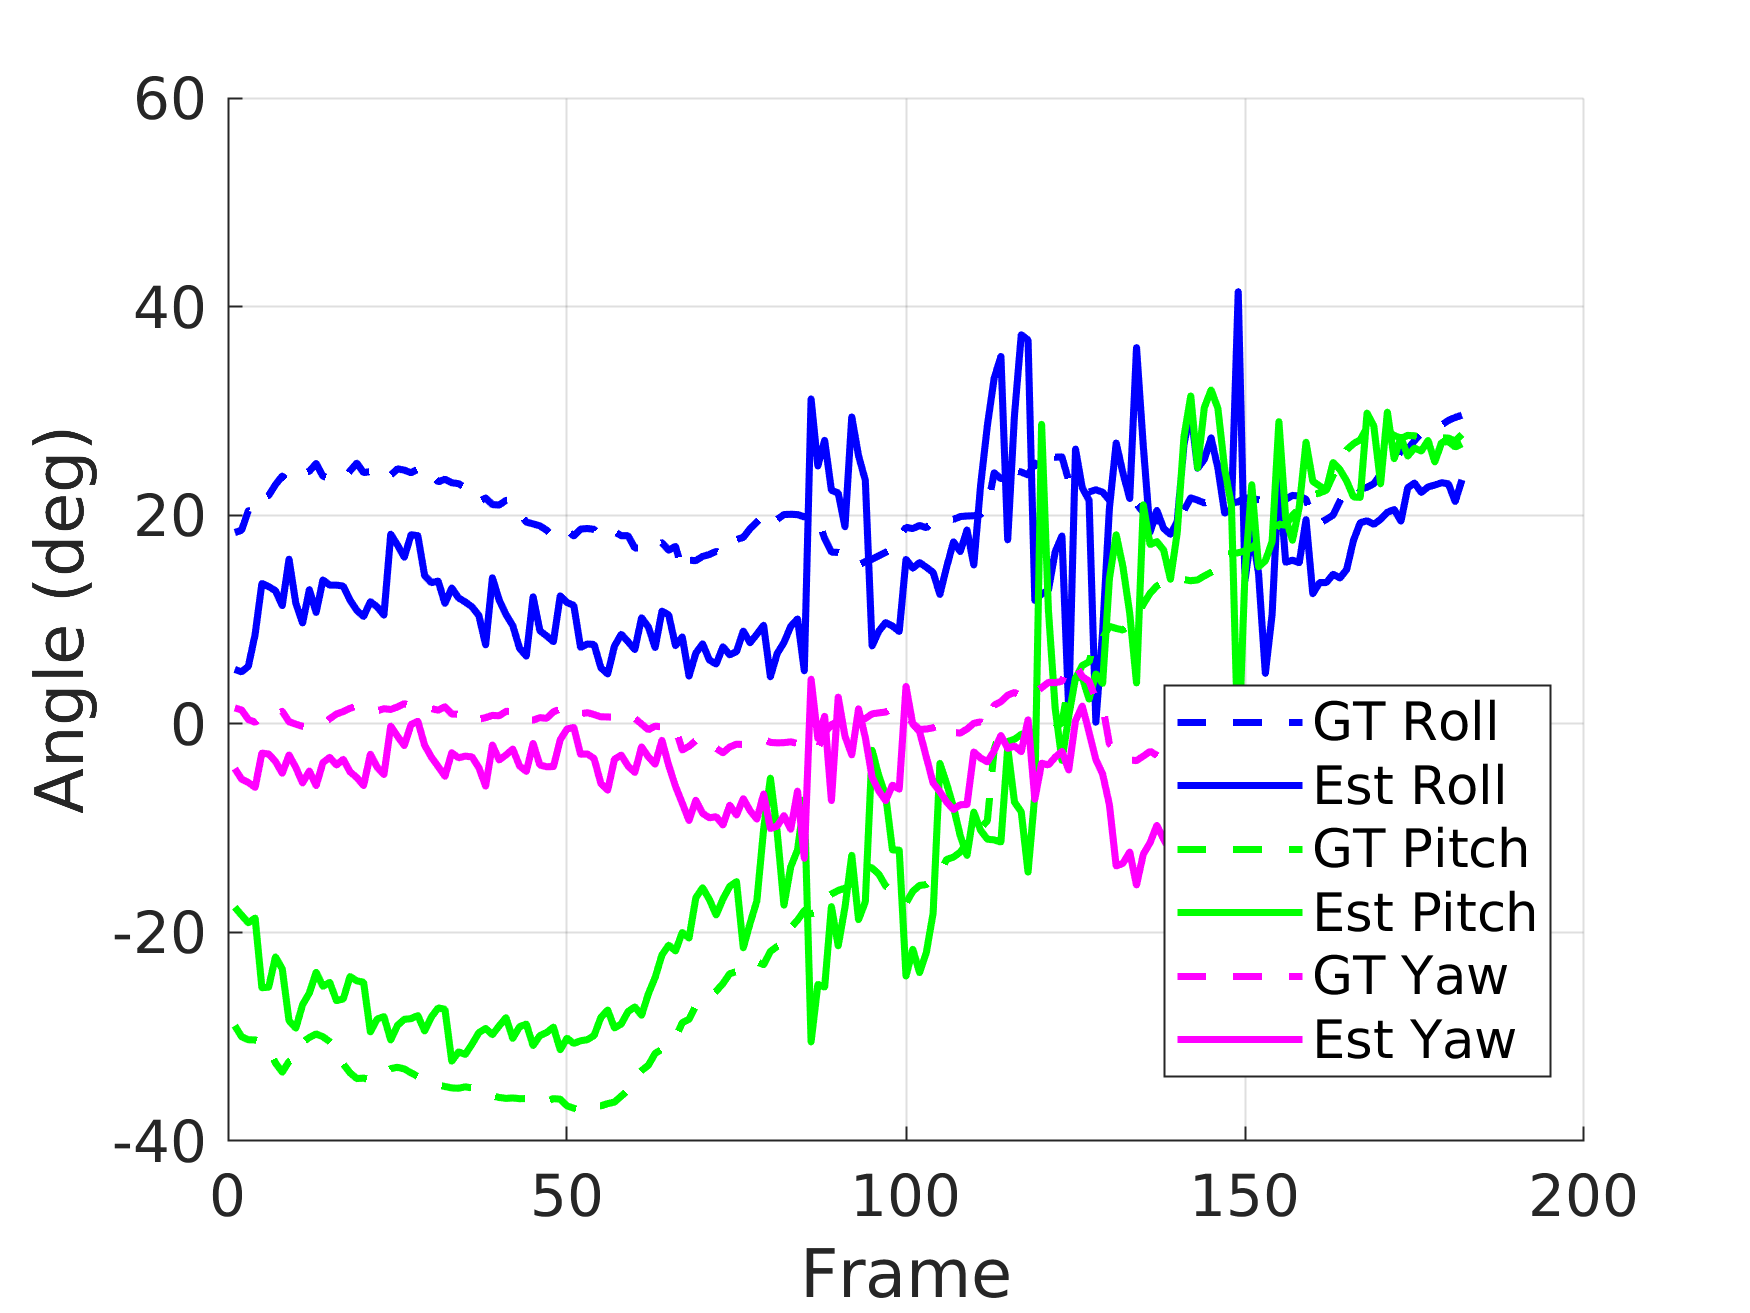 60
40
20
0
-20
-40
0 50 100 150 200
Angle (deg)
Frame
GT Roll
Est Roll
GT Pitch
Est Pitch
GT Yaw
Est Yaw